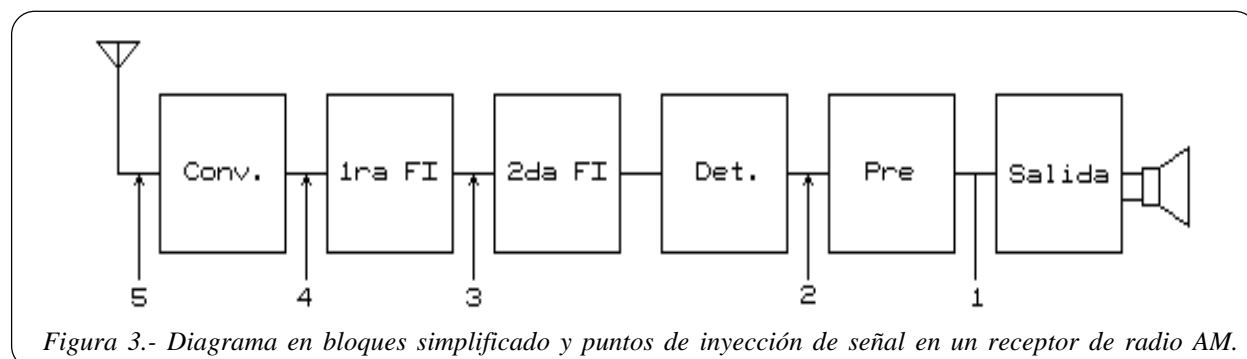 Conv. 1ra FI 2da FI Det. Pre Salida
5 4 3 2 1
Figura 3.- Diagrama en bloques simplificado y puntos de inyección de señal en un receptor de radio AM.